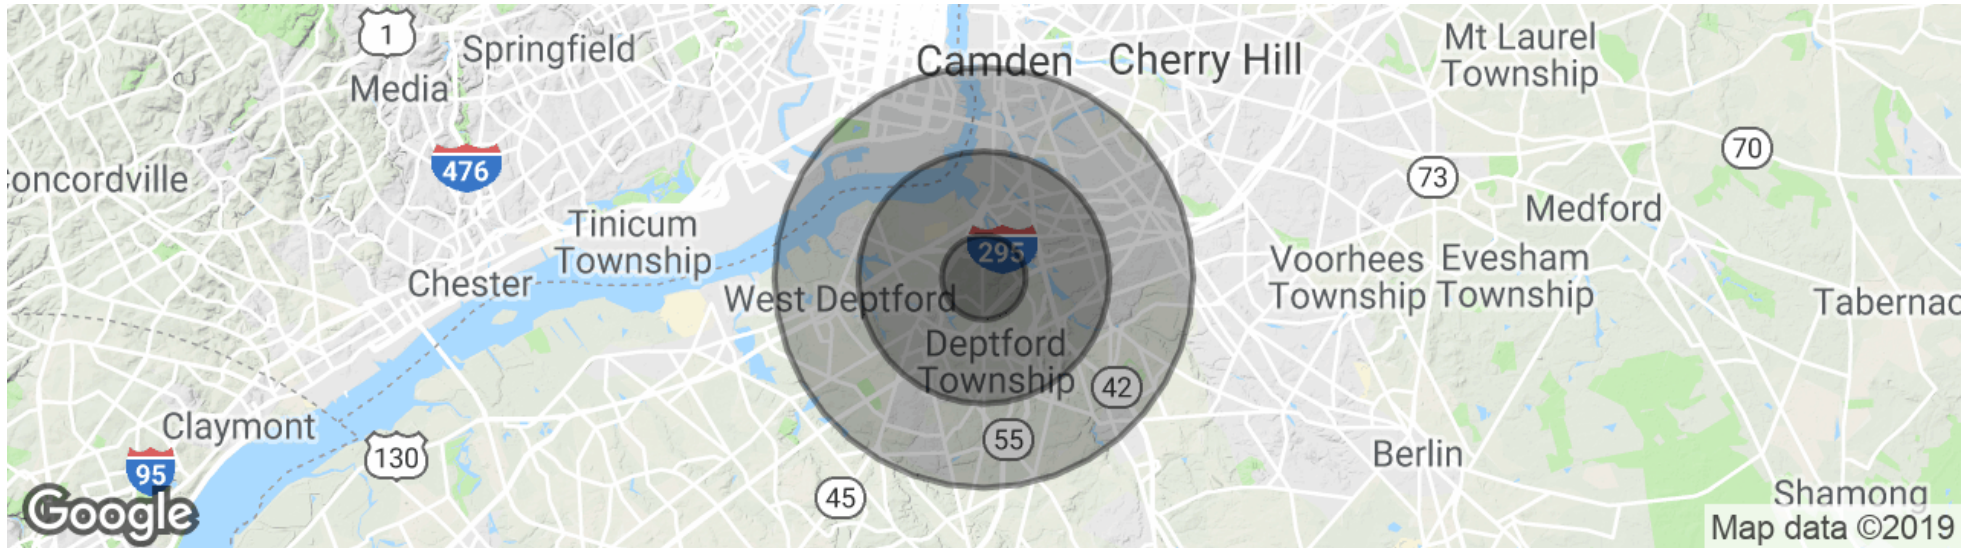 1
Springfield
Media
Camden
Cherry Hill
Mt Laurel
Township
476
oncordville
70
73
Medford
Tinicum
Township
295
Chester
West Deptford
Voorhees
Township
Evesham
Township
Tabernac
Deptford
Township
42
Claymont
55
130
95
Berlin
45
Shamong
Google
Map data ©2019